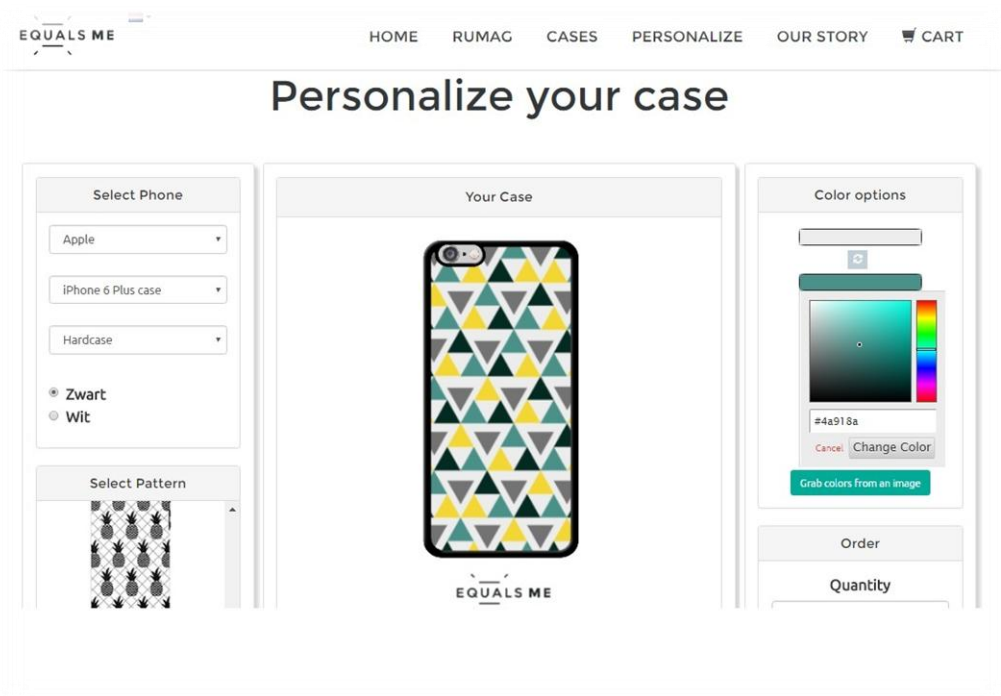 EQUALS ME
HOME RUMAG CASES PERSONALIZE OUR STORY CART
Personalize your case
Select Phone
Apple
iPhone 6 Plus case
Hardcase
Zwart
Wit
Select Pattern
Your Case
EQUALS ME
Color options
#4a918a
Cancel Change Color
Grab colors from an image
Order
Quantity